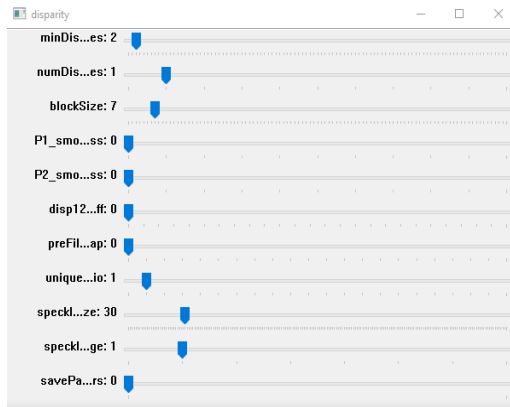 disparity
minDis...es: 2
numDis...es: 1
blockSize: 7
P1_smo...ss: 0
P2_smo...ss: 0
disp12...ff: 0
preFil...ap: 0
unique...io: 1
speckl...ze: 30
speckl...ge: 1
savePa...rs: 0